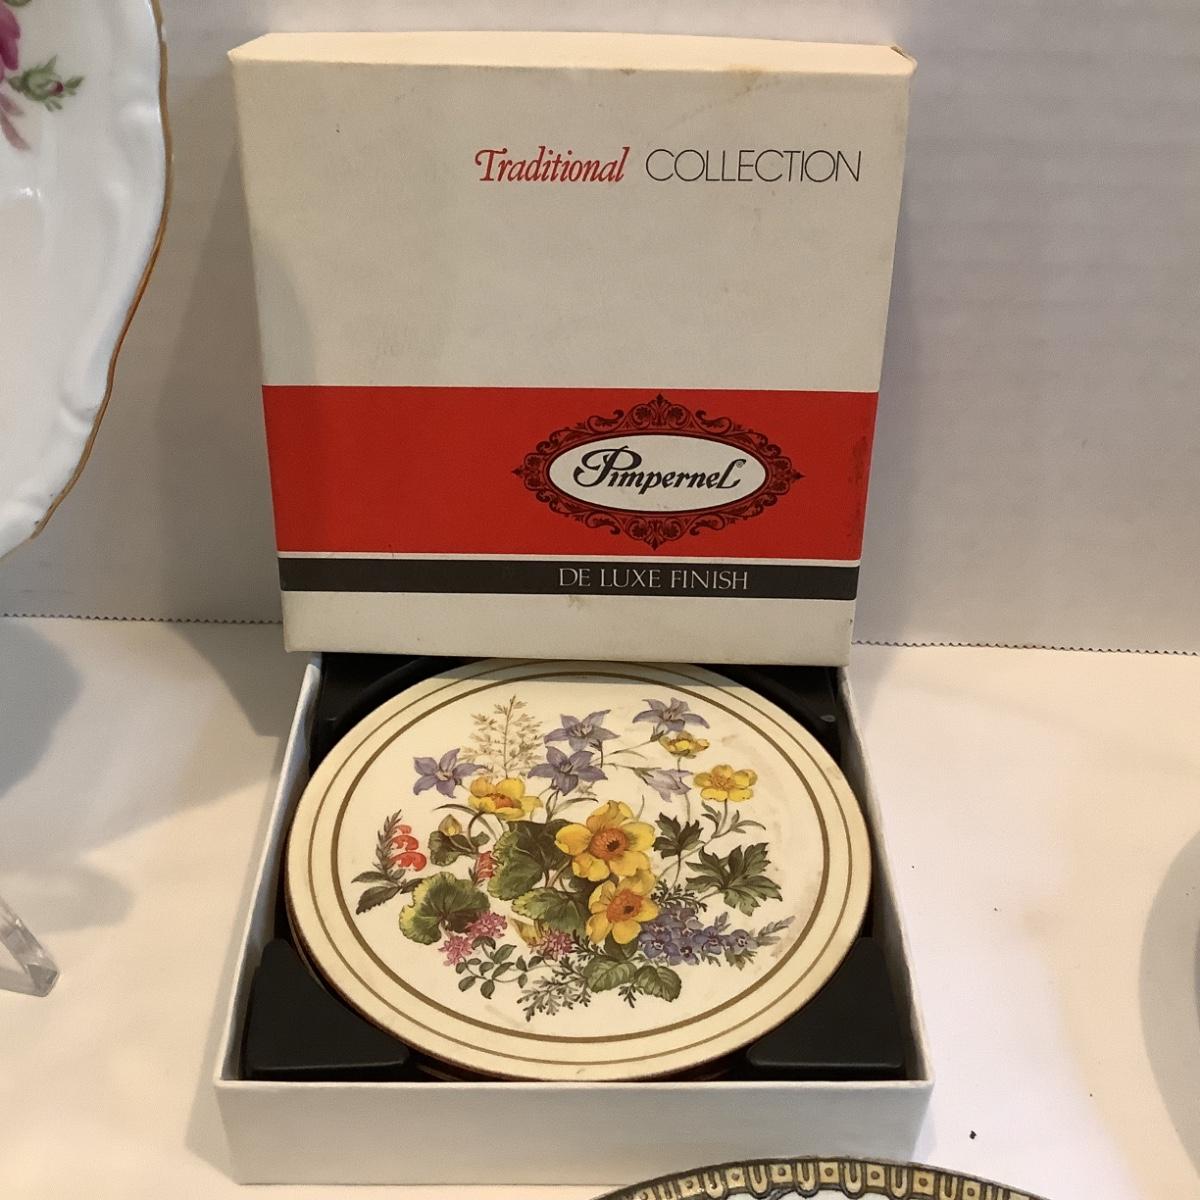 Traditional COLLECTION
Pimpernel
DE LUXE FINISH